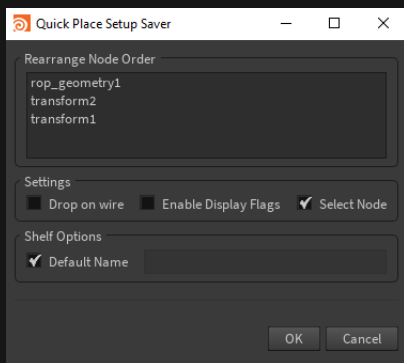 Quick Place Setup Saver
Rearrange Node Order
rop_geometry1
transform2
transform1
Settings
Drop on wire Enable Display Flags Select Node
Shelf Options
Default Name
OK Cancel